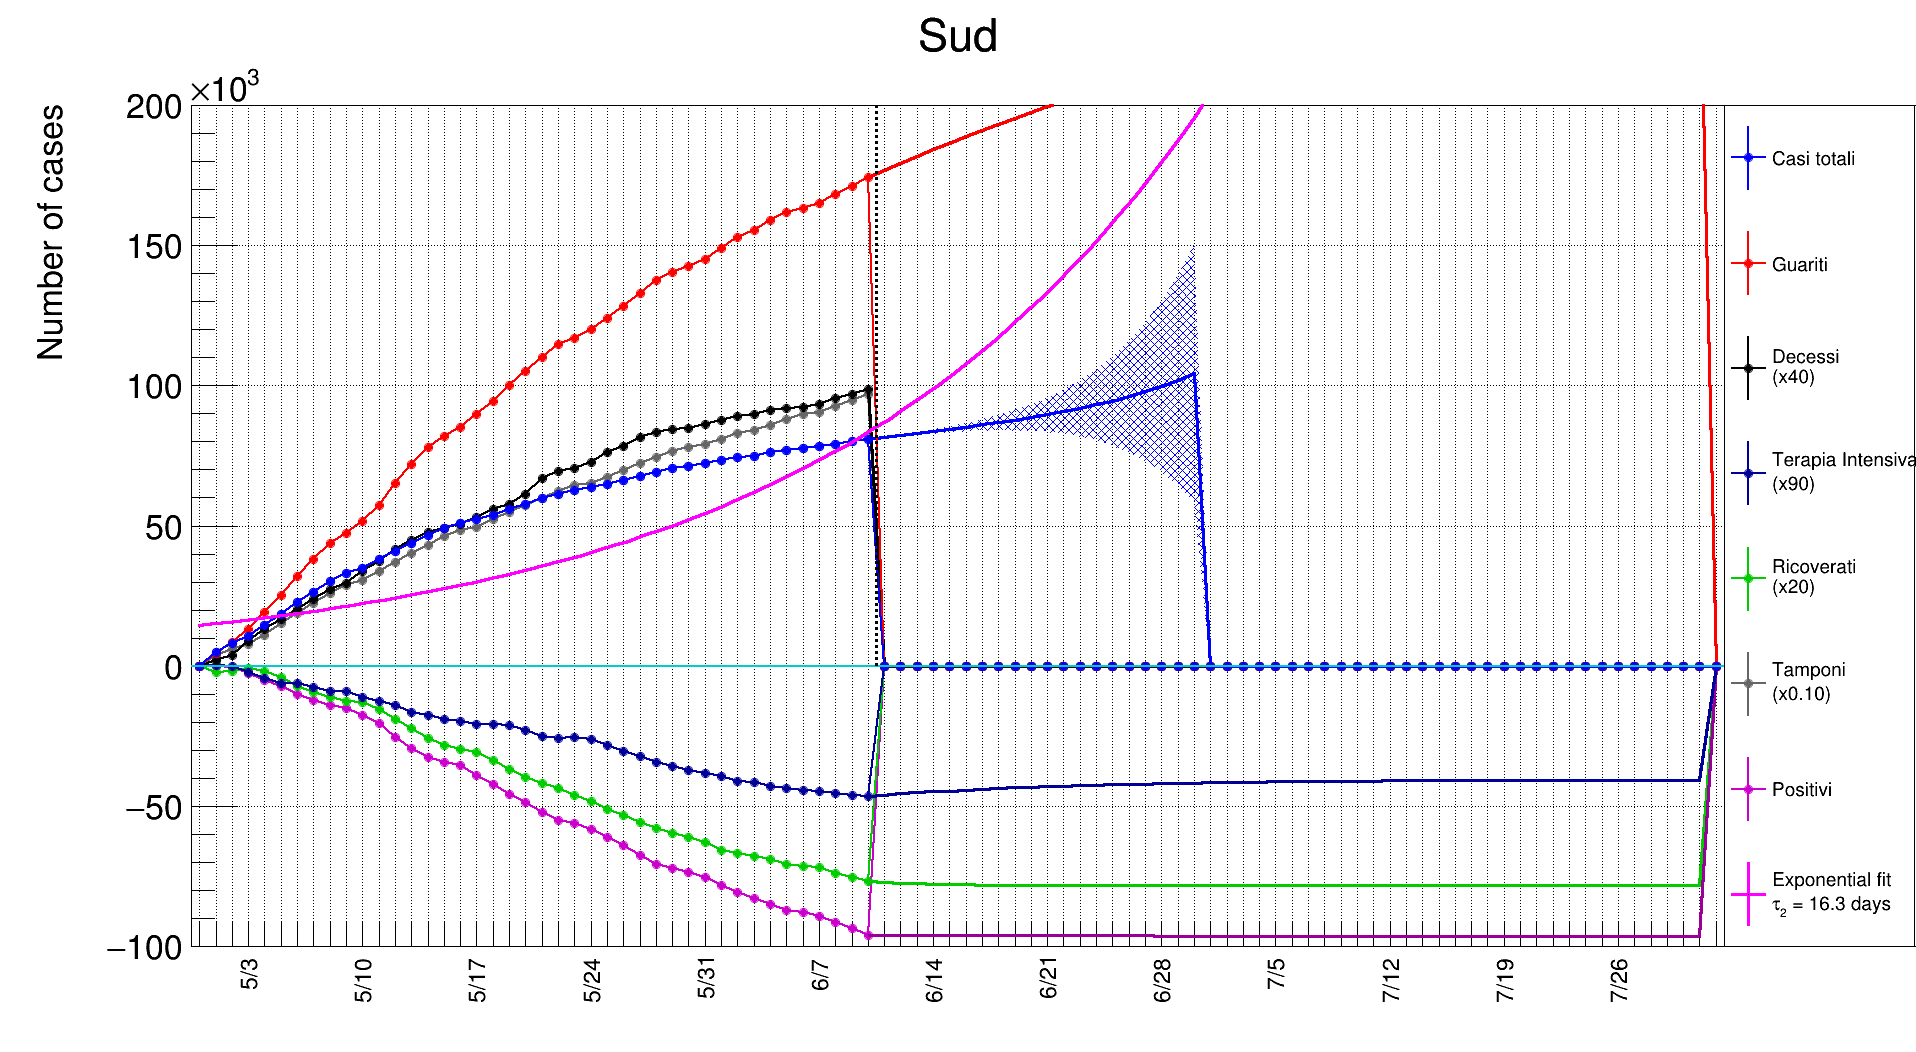 Sud
×10³
Number of cases
200
150
100
50
0
−50
−100
5/3
5/10
5/17
5/24
5/31
6/7
6/14
6/21
6/28
7/5
7/12
7/19
7/26
Casi totali
Guariti
Decessi
(x40)
Terapia Intensiva
(x90)
Ricoverati
(x20)
Tamponi
(x0.10)
Positivi
Exponential fit
τ₂ = 16.3 days